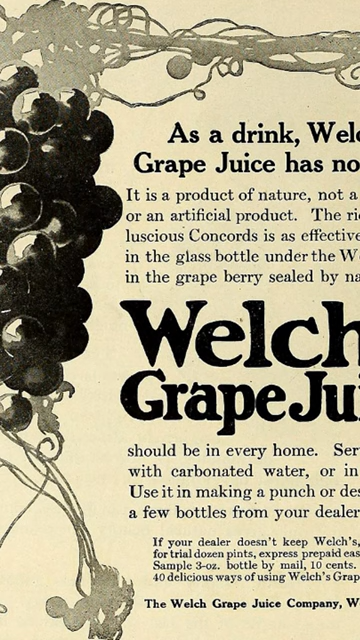 As a drink, Welc
Grape Juice has no
It is a product of nature, not a
or an artificial product. The ri
luscious Concords is as effective
in the glass bottle under the W
in the grape berry sealed by na
Welch
Grape Jui
should be in every home. Ser
with carbonated water, or in
Use it in making a punch or des
a few bottles from your dealer
If your dealer doesn't keep Welch's,
for trial dozen pints, express prepaid eas
Sample 3-oz. bottle by mail, 10 cents.
40 delicious ways of using Welch's Grap
The Welch Grape Juice Company, W